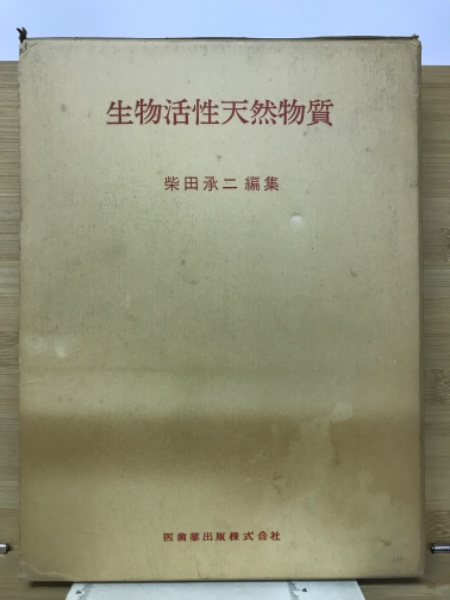 生物活性天然物質
柴田承二編集
医歯薬出版株式会社